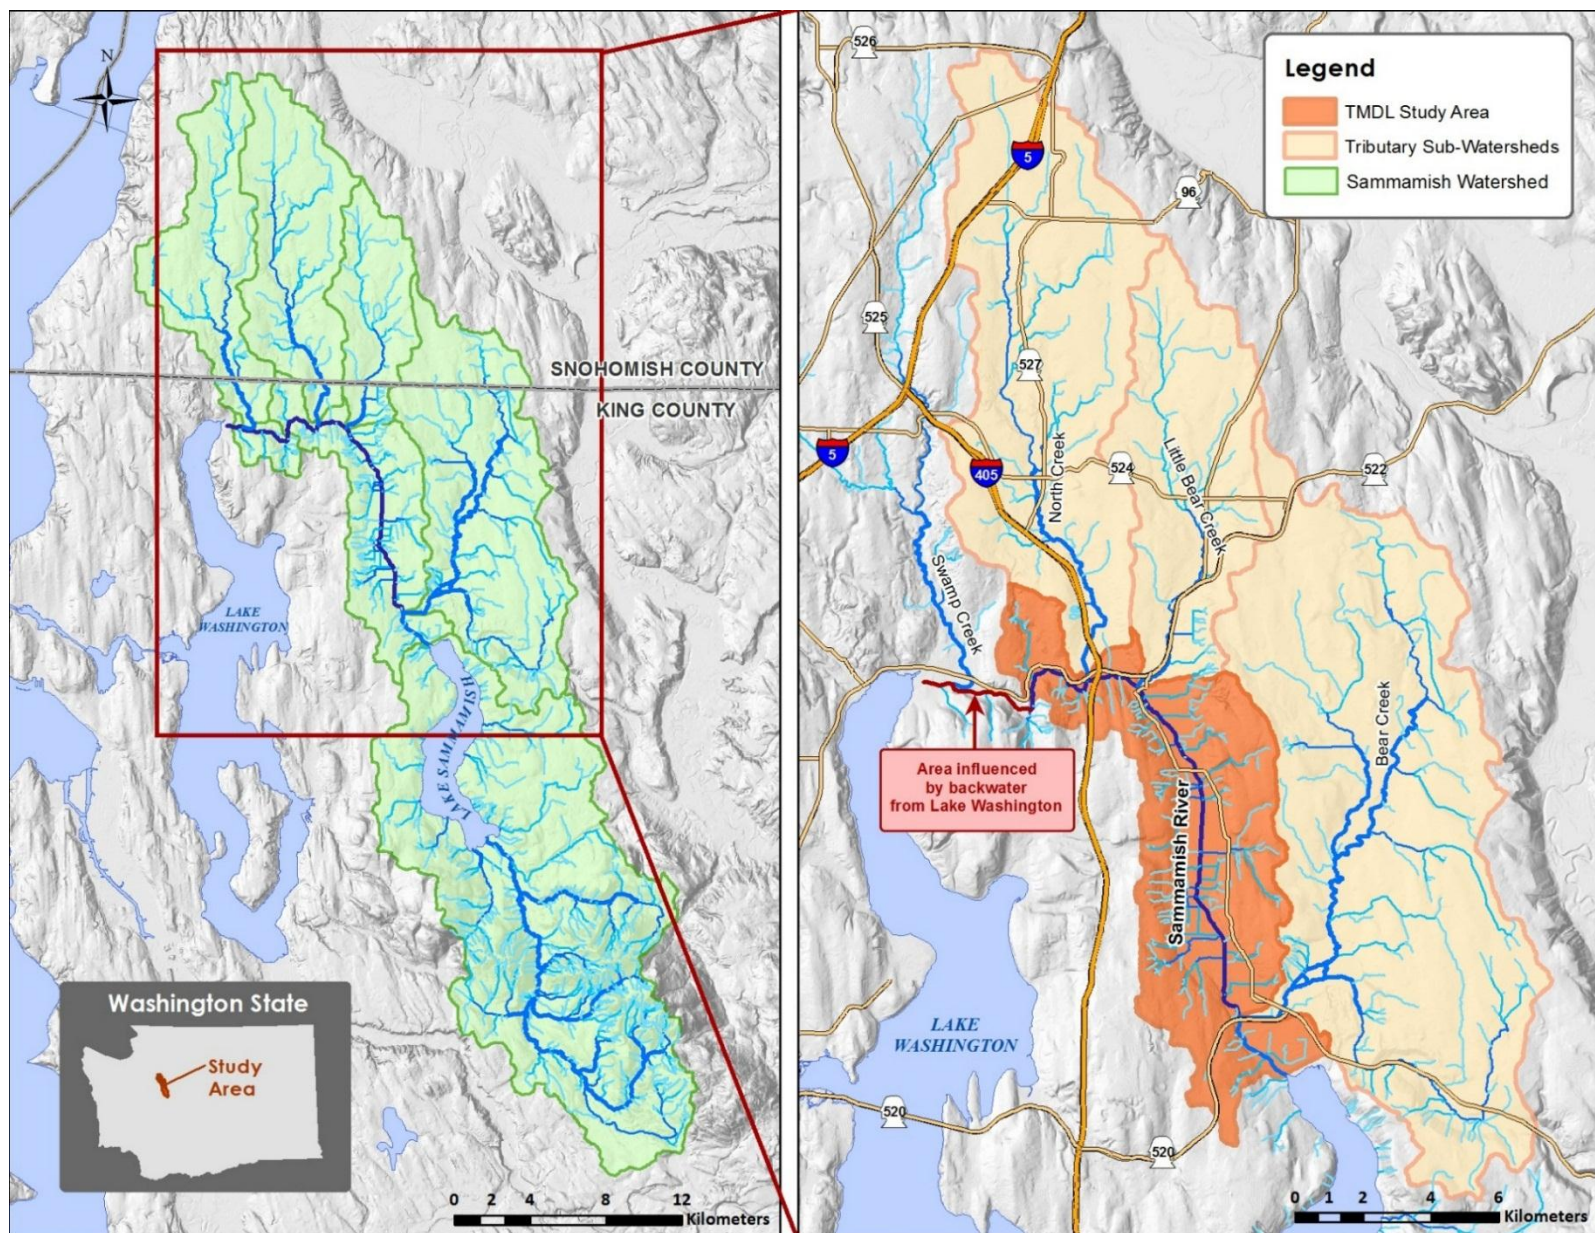 N
SNOHOMISH COUNTY
KING COUNTY
LAKE
WASHINGTON
LAKE SAMMAMISH
Washington State
Study
Area
0 4 8 12
Kilometers
526
5
96
525
527
5
405
524
522
North Creek
Little Bear Creek
Swamp Creek
Bear Creek
Sammamish River
Area influenced
by backwater
from Lake Washington
LAKE
WASHINGTON
520
520
0 1 2 4 6
Kilometers
Legend
TMDL Study Area
Tributary Sub-Watersheds
Sammamish Watershed